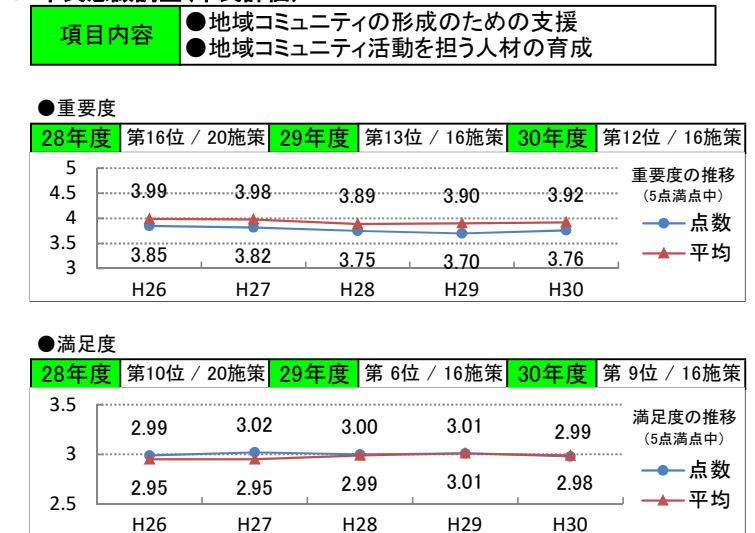 項目内容
●地域コミュニティの形成のための支援
●地域コミュニティ活動を担う人材の育成
●重要度
28年度 第16位 / 20施策 29年度 第13位 / 16施策 30年度 第12位 / 16施策
重要度の推移
(5点満点中)
点数
平均
5
4.5
4
3.5
3
3.99 3.98 3.89 3.90 3.92
3.85 3.82 3.75 3.70 3.76
H26 H27 H28 H29 H30
●満足度
28年度 第10位 / 20施策 29年度 第 6位 / 16施策 30年度 第 9位 / 16施策
満足度の推移
(5点満点中)
点数
平均
3.5
3
2.5
2.99 3.02 3.00 3.01 2.99
2.95 2.95 2.99 3.01 2.98
H26 H27 H28 H29 H30